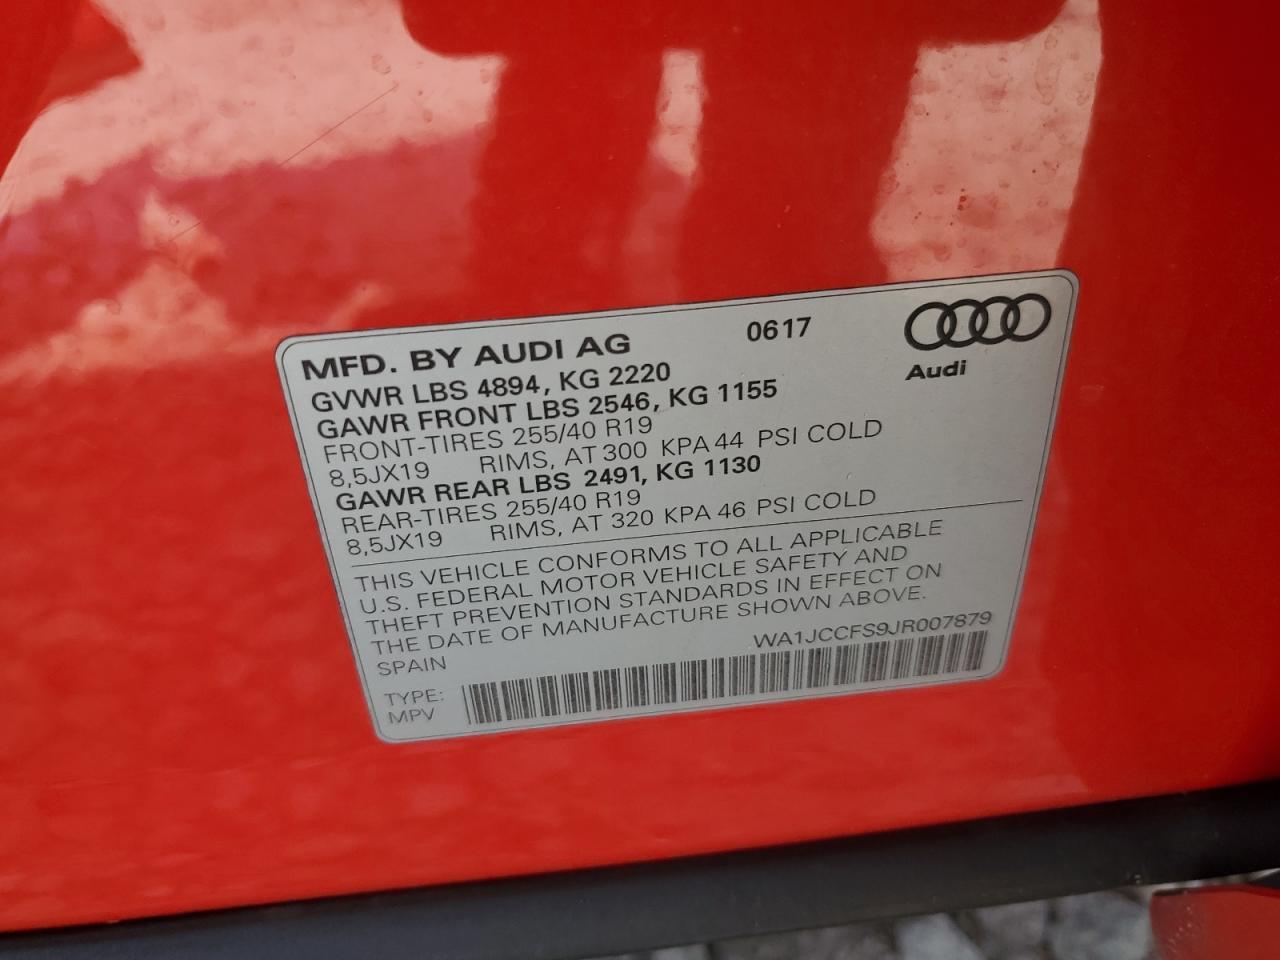 MFD. BY AUDI AG 0617
Audi
GVWR LBS 4894, KG 2220
GAWR FRONT LBS 2546, KG 1155
FRONT-TIRES 255/40 R19
8,5JX19 RIMS, AT 300 KPA 44 PSI COLD
GAWR REAR LBS 2491, KG 1130
REAR-TIRES 255/40 R19
8,5JX19 RIMS, AT 320 KPA 46 PSI COLD
THIS VEHICLE CONFORMS TO ALL APPLICABLE
U.S. FEDERAL MOTOR VEHICLE SAFETY AND
THEFT PREVENTION STANDARDS IN EFFECT ON
THE DATE OF MANUFACTURE SHOWN ABOVE.
SPAIN WA1JCCFS9JR007879
TYPE:
MPV